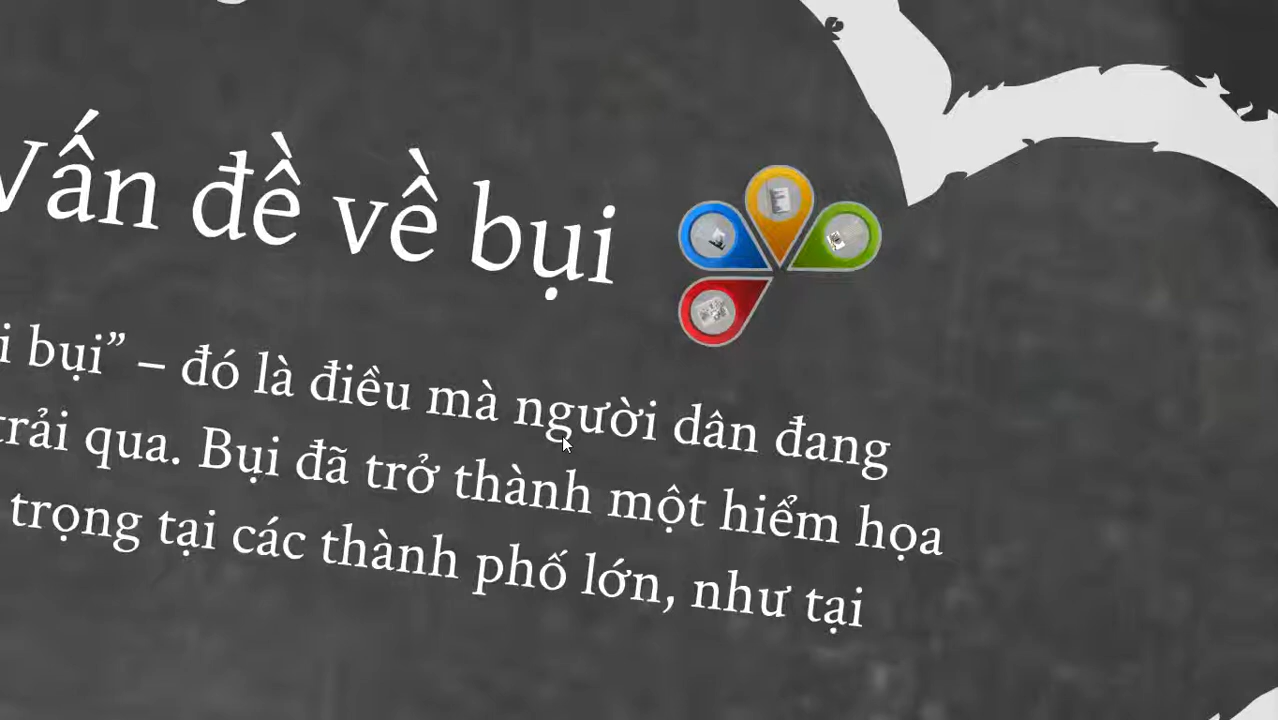 Vấn đề về bụi
bụi” – đó là điều mà người dân đang
trải qua. Bụi đã trở thành một hiểm họa
trọng tại các thành phố lớn, như tại